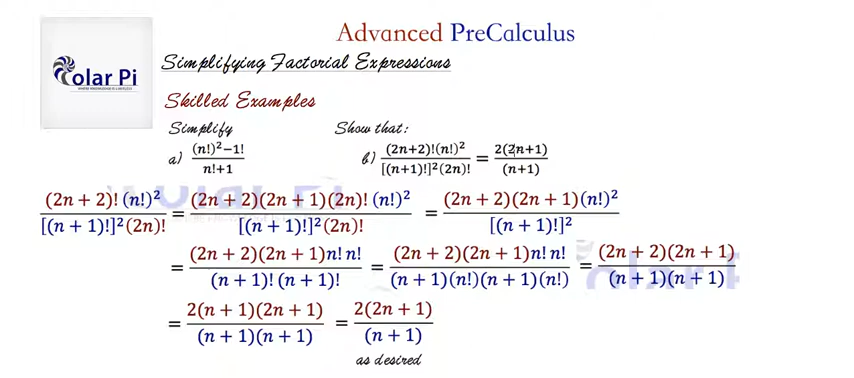 Advanced PreCalculus
olar Pi
Simplifying Factorial Expressions
Skilled Examples
Simplify Show that:
a) ((n!)²−1!)/(n!+1) b) ((2n+2)!(n!)²)/([(n+1)!]²(2n)!) = (2(2n+1))/((n+1))
((2n + 2)! (n!)²)/([(n + 1)!]²(2n)!) = ((2n + 2)(2n + 1)(2n)! (n!)²)/([(n + 1)!]²(2n)!) = ((2n + 2)(2n + 1)(n!)²)/([(n + 1)!]²)
= ((2n + 2)(2n + 1)n! n!)/((n + 1)! (n + 1)!) = ((2n + 2)(2n + 1)n! n!)/((n + 1)(n!)(n + 1)(n!)) = ((2n + 2)(2n + 1))/((n + 1)(n + 1))
= (2(n + 1)(2n + 1))/((n + 1)(n + 1)) = (2(2n + 1))/((n + 1))
as desired